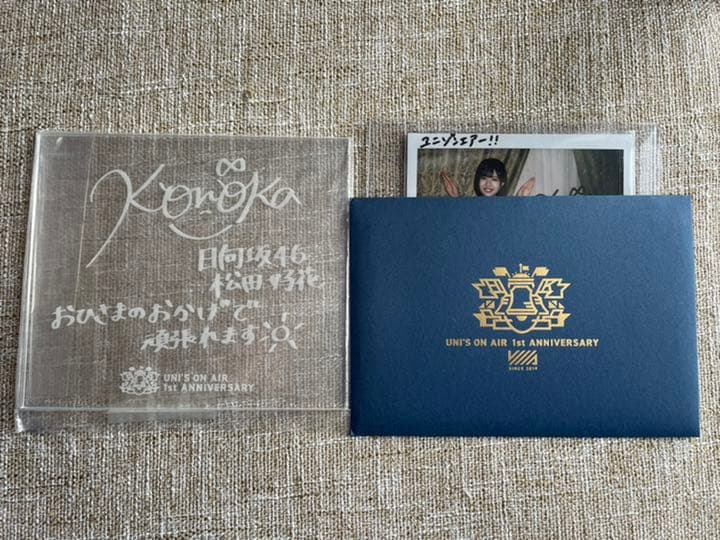 Konoka
日向坂46
松田好花
おひさまのおかげで
頑張れます
UNI'S ON AIR
1st ANNIVERSARY
ユニゾンエアー!!
UNI'S ON AIR 1st ANNIVERSARY
SINCE 2019